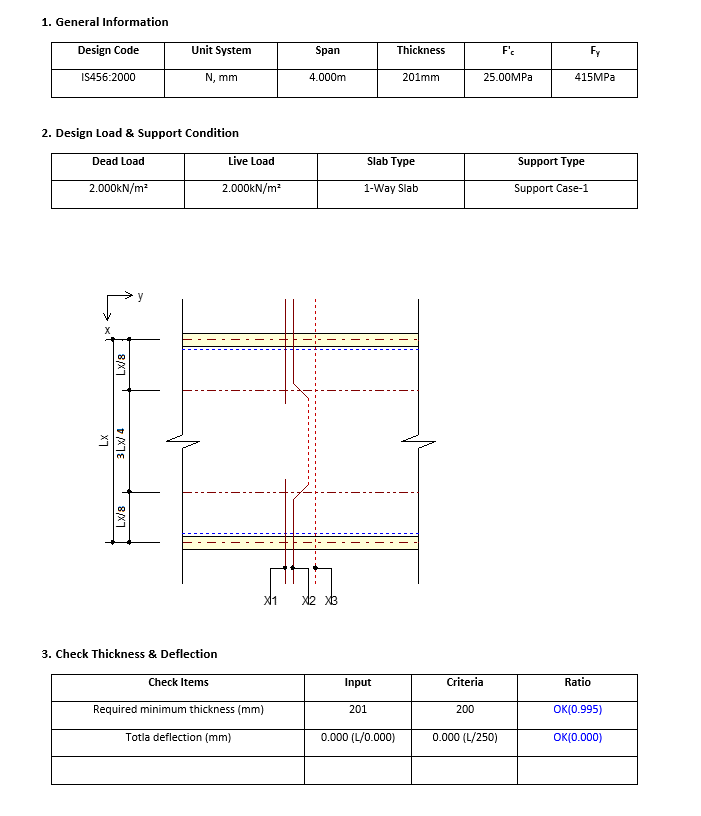 1. General Information
Design Code Unit System Span Thickness F'c Fy
IS456:2000 N, mm 4.000m 201mm 25.00MPa 415MPa
2. Design Load & Support Condition
Dead Load Live Load Slab Type Support Type
2.000kN/m² 2.000kN/m² 1-Way Slab Support Case-1
y
x
Lx/8
Lx
3Lx/4
Lx/8
X1 X2 X3
3. Check Thickness & Deflection
Check Items Input Criteria Ratio
Required minimum thickness (mm) 201 200 OK(0.995)
Totla deflection (mm) 0.000 (L/0.000) 0.000 (L/250) OK(0.000)